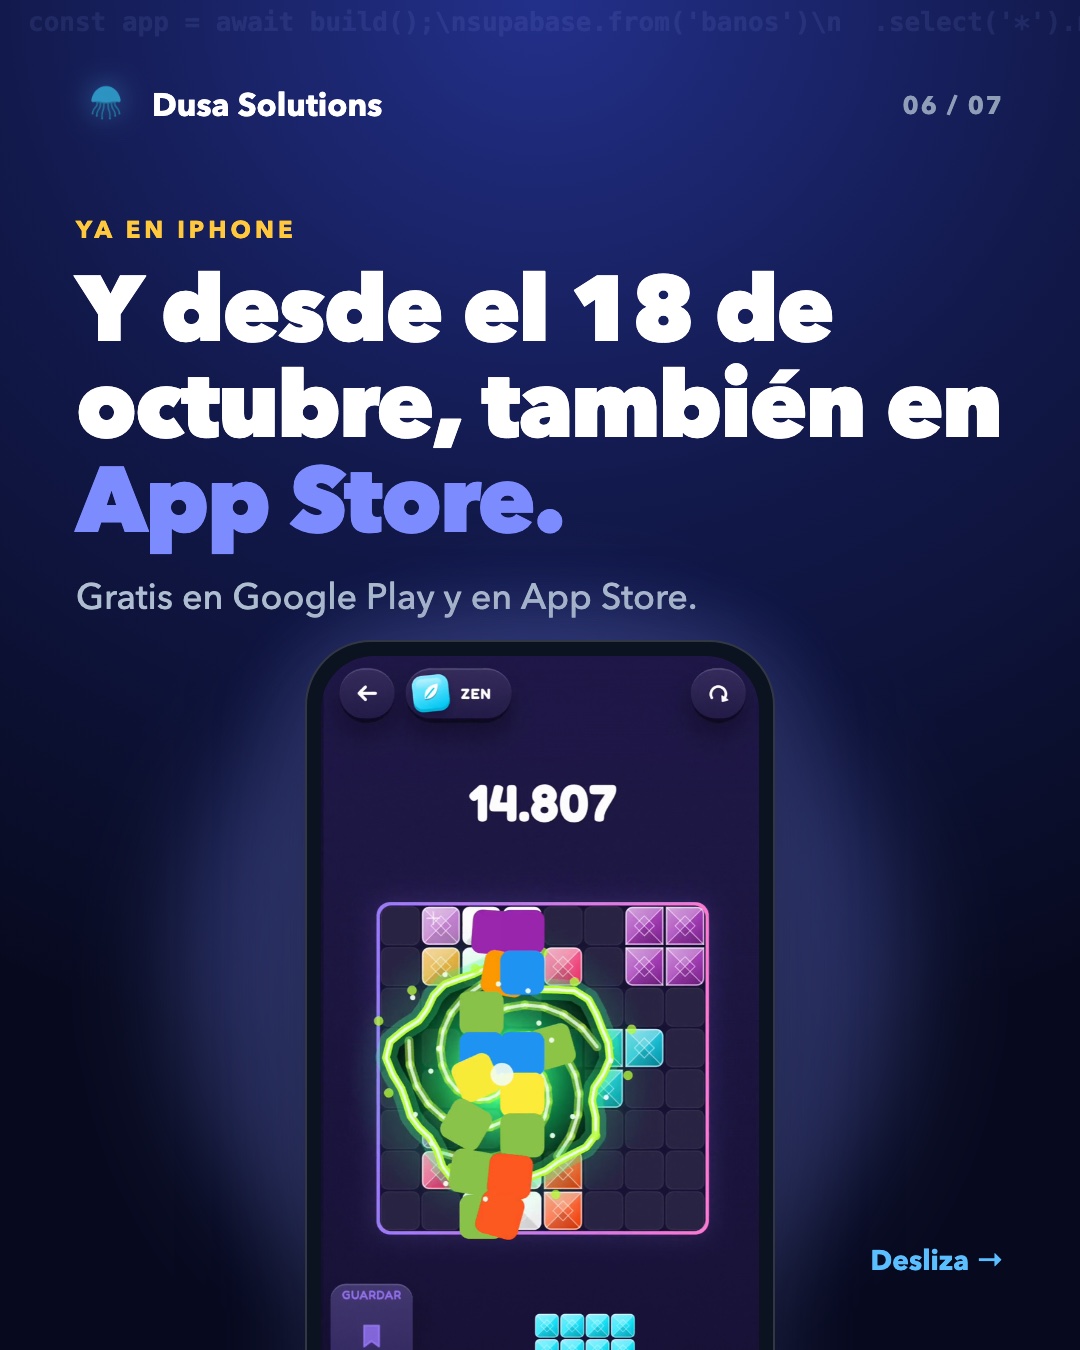 const app = await build();\nsupabase.from('banos')\n  .select('*').
Dusa Solutions
06 / 07
YA EN IPHONE
Y desde el 18 de
octubre, también en
App Store.
Gratis en Google Play y en App Store.
ZEN
14.807
GUARDAR
Desliza →